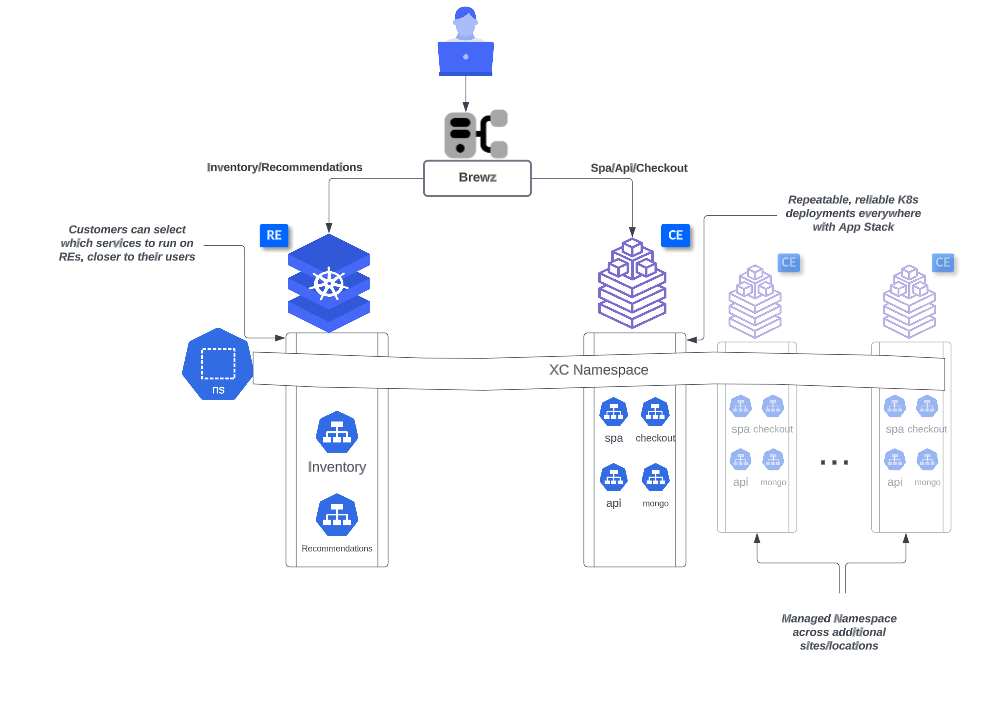 Brewz
Inventory/Recommendations
Spa/Api/Checkout
Customers can select
which services to run on
REs, closer to their users
RE
CE
Repeatable, reliable K8s
deployments everywhere
with App Stack
CE
CE
ns
XC Namespace
Inventory
Recommendations
spa
checkout
api
mongo
spa
checkout
api
mongo
...
spa
checkout
api
mongo
Managed Namespace
across additional
sites/locations